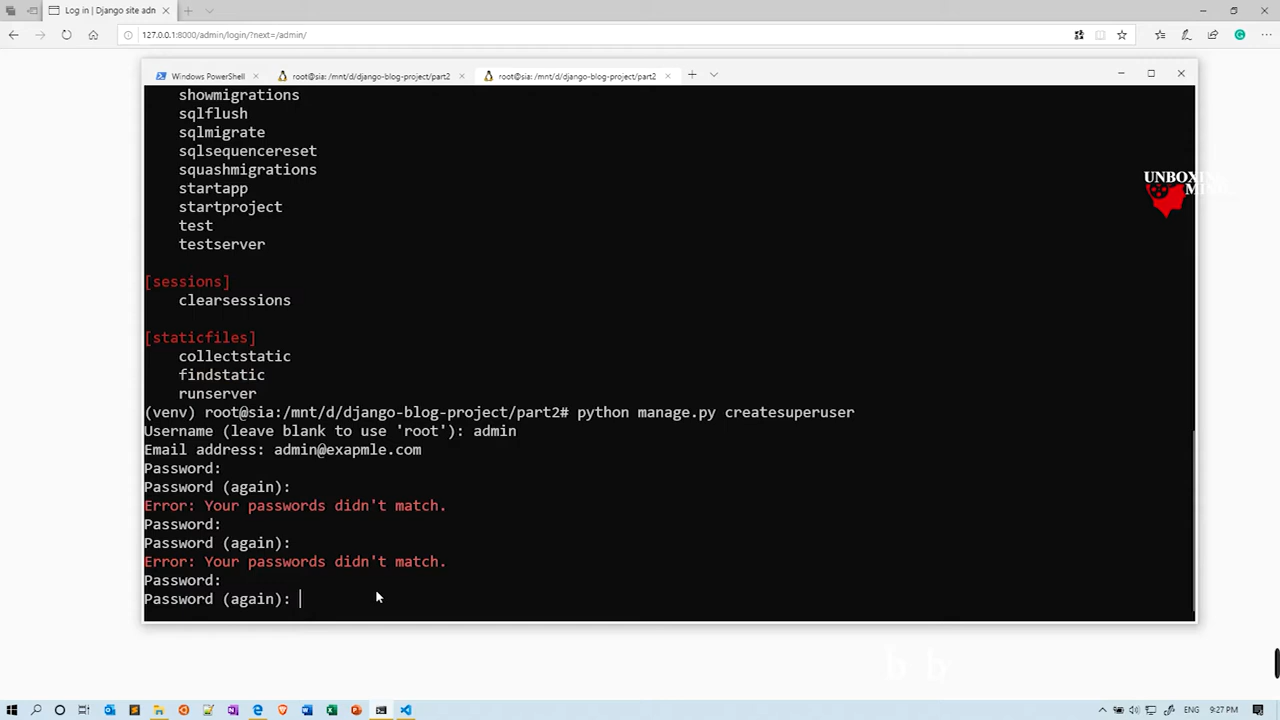 Log in | Django site adn
127.0.0.1:8000/admin/login/?next=/admin/
Windows PowerShell
root@sia: /mnt/d/django-blog-project/part2
root@sia: /mnt/d/django-blog-project/part2
showmigrations
sqlflush
sqlmigrate
sqlsequencereset
squashmigrations
startapp
startproject
test
testserver
[sessions]
clearsessions
[staticfiles]
collectstatic
findstatic
runserver
(venv) root@sia:/mnt/d/django-blog-project/part2# python manage.py createsuperuser
Username (leave blank to use 'root'): admin
Email address: admin@exapmle.com
Password:
Password (again):
Error: Your passwords didn't match.
Password:
Password (again):
Error: Your passwords didn't match.
Password:
Password (again):
b h
9:27 PM